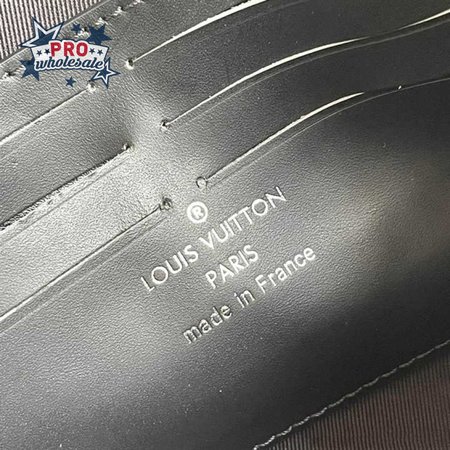 PRO
wholesale
®
LOUIS VUITTON
PARIS
made in France